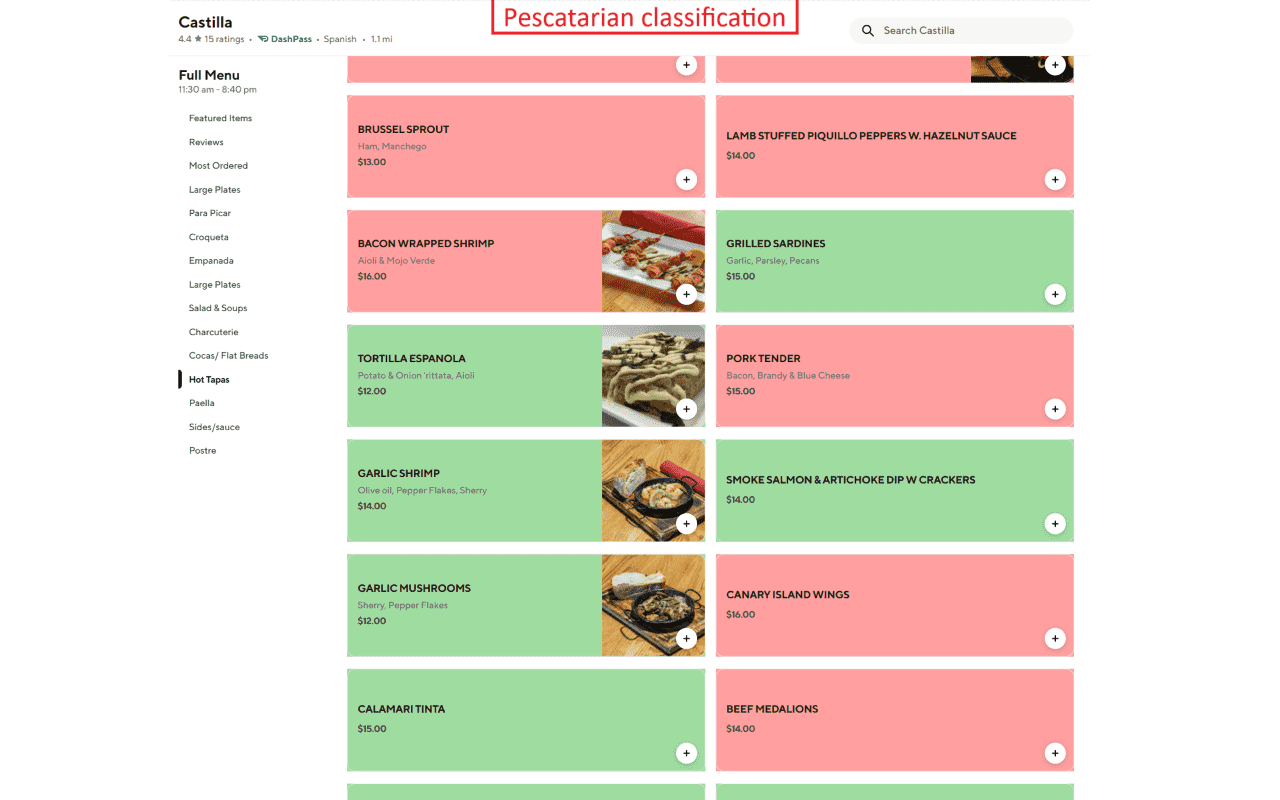 Pescatarian classification
Castilla
4.4 ★ 15 ratings • DashPass • Spanish • 1.1 mi
Search Castilla
Full Menu
11:30 am - 8:40 pm
Featured Items
Reviews
Most Ordered
Large Plates
Para Picar
Croqueta
Empanada
Large Plates
Salad & Soups
Charcuterie
Cocas/ Flat Breads
Hot Tapas
Paella
Sides/sauce
Postre
BRUSSEL SPROUT
Ham, Manchego
$13.00
LAMB STUFFED PIQUILLO PEPPERS W. HAZELNUT SAUCE
$14.00
BACON WRAPPED SHRIMP
Aioli & Mojo Verde
$16.00
GRILLED SARDINES
Garlic, Parsley, Pecans
$15.00
TORTILLA ESPANOLA
Potato & Onion 'rittata, Aioli
$12.00
PORK TENDER
Bacon, Brandy & Blue Cheese
$15.00
GARLIC SHRIMP
Olive oil, Pepper Flakes, Sherry
$14.00
SMOKE SALMON & ARTICHOKE DIP W CRACKERS
$14.00
GARLIC MUSHROOMS
Sherry, Pepper Flakes
$12.00
CANARY ISLAND WINGS
$16.00
CALAMARI TINTA
$15.00
BEEF MEDALIONS
$14.00